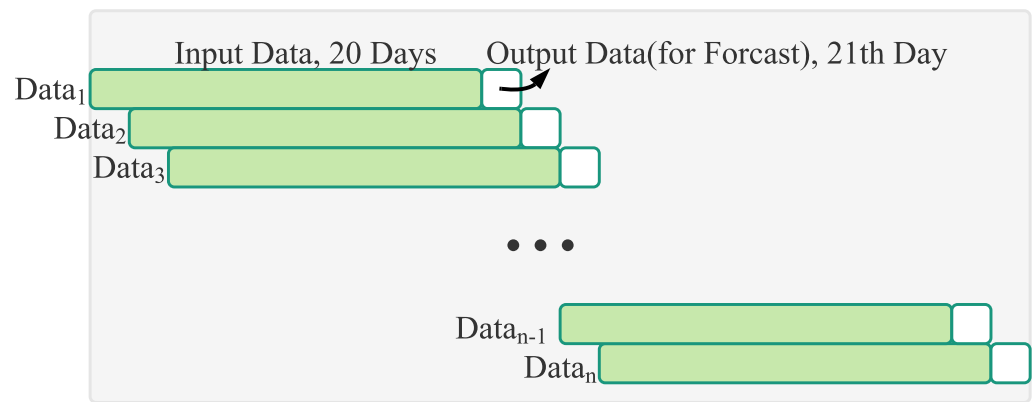 Input Data, 20 Days Output Data(for Forcast), 21th Day
Data₁
Data₂
Data₃
• • •
Dataₙ₋₁
Dataₙ